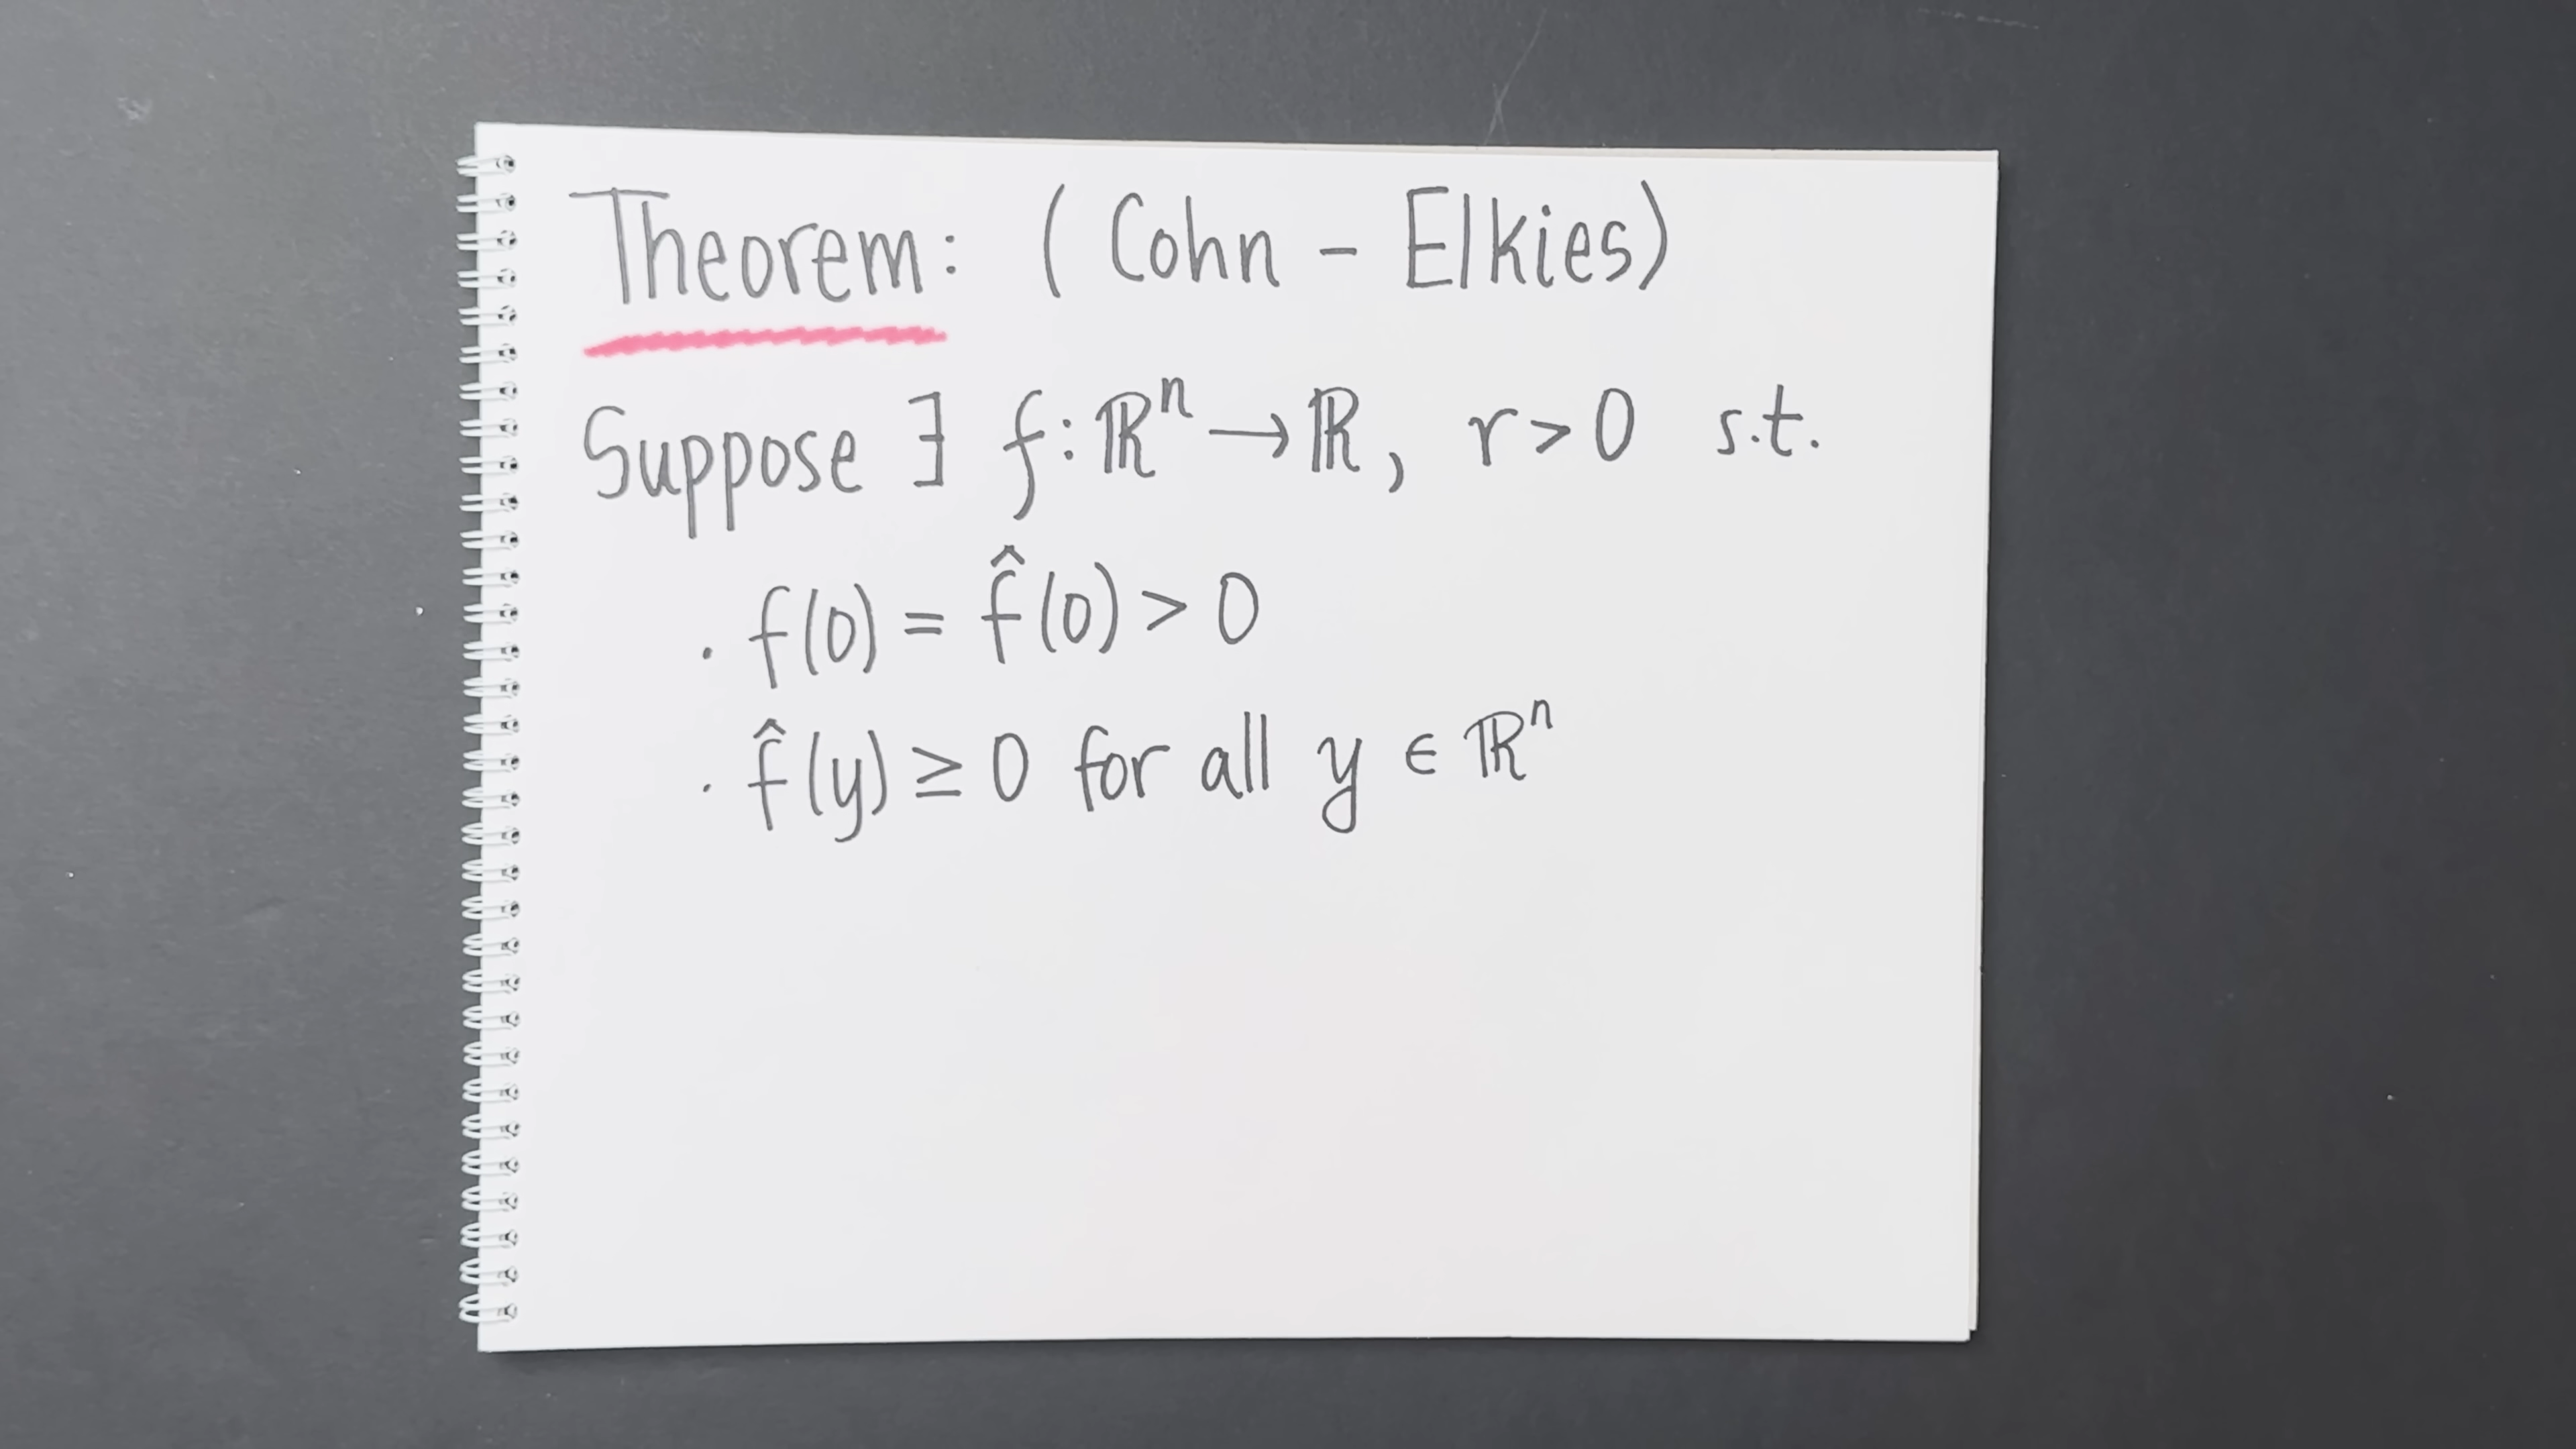 Theorem: (Cohn - Elkies)
Suppose ∃ f: ℝⁿ → ℝ, r > 0 s.t.
· f(0) = f̂(0) > 0
· f̂(y) ≥ 0 for all y ∈ ℝⁿ